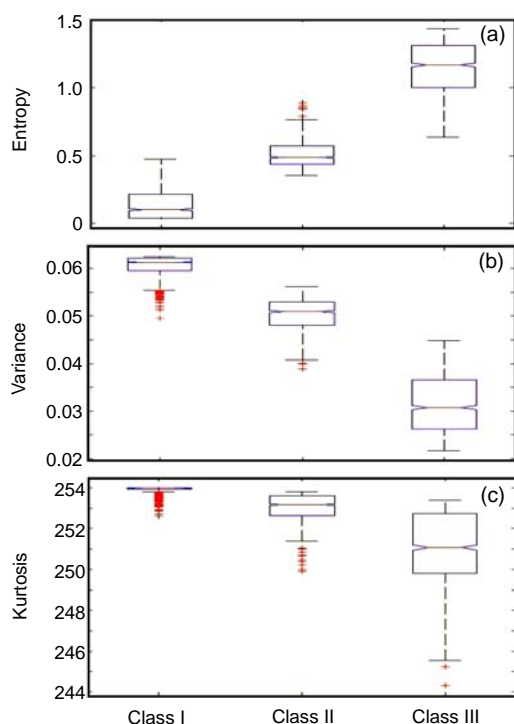 1.5
(a)
1.0
Entropy
0.5
0
(b)
0.06
0.05
Variance
0.04
0.03
0.02
(c)
254
252
Kurtosis
250
248
246
244
Class I Class II Class III